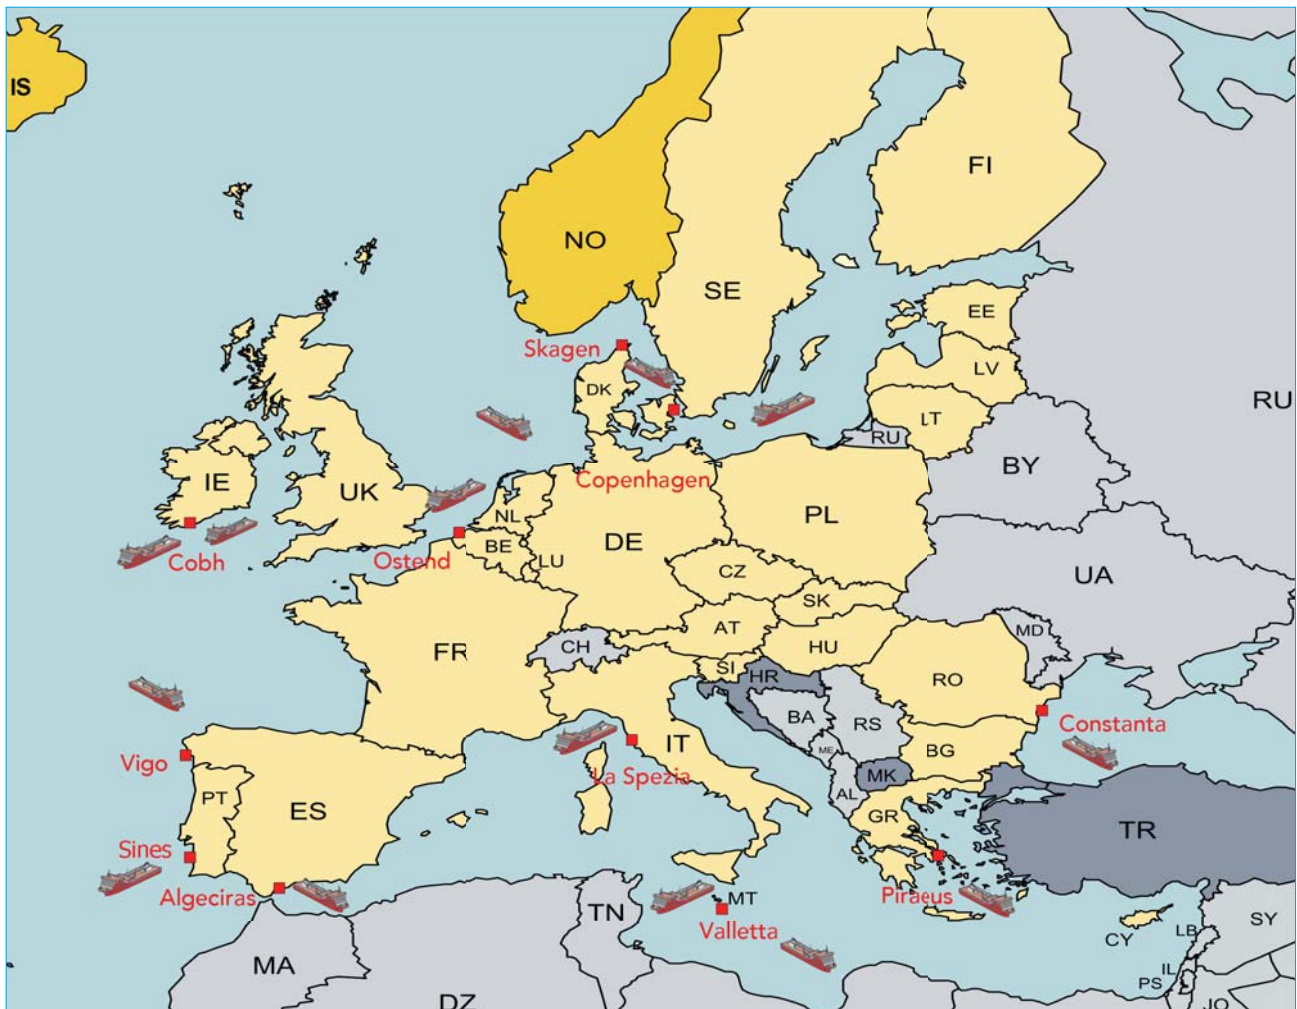 IS
FI
NO
SE
EE
Skagen
LV
DK
RU
LT
RU
BY
IE
Copenhagen
UK
NL
PL
Cobh
Ostend
BE
DE
LU
CZ
UA
SK
AT
MD
FR
CH
HU
SI
HR
RO
BA
RS
Constanta
Vigo
IT
ME
BG
La Spezia
MK
PT
AL
ES
GR
TR
Sines
Algeciras
MT
Piraeus
TN
Valletta
SY
LB
CY
MA
IL
PS
DZ
JO